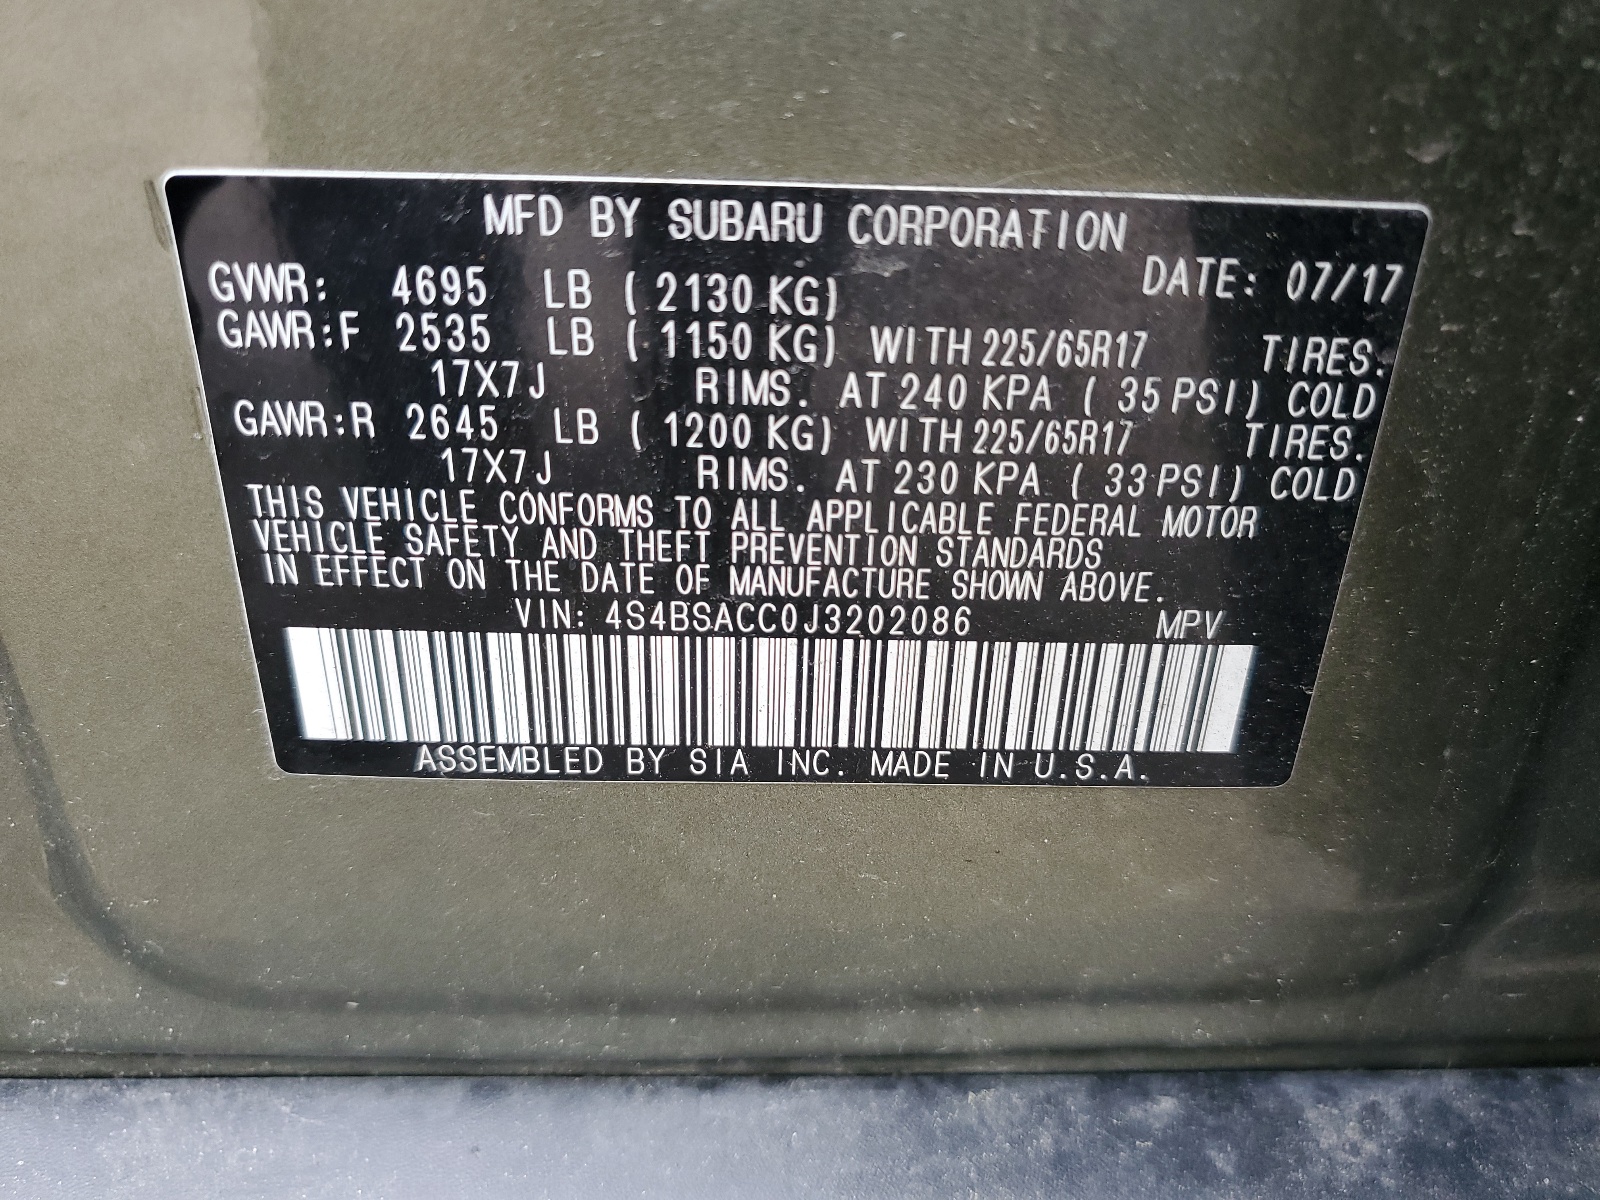 MFD BY SUBARU CORPORATION
DATE: 07/17
GVWR: 4695 LB ( 2130 KG)
GAWR:F 2535 LB ( 1150 KG) WITH 225/65R17 TIRES.
17X7J RIMS. AT 240 KPA ( 35 PSI) COLD
GAWR:R 2645 LB ( 1200 KG) WITH 225/65R17 TIRES.
17X7J RIMS. AT 230 KPA ( 33 PSI) COLD
THIS VEHICLE CONFORMS TO ALL APPLICABLE FEDERAL MOTOR
VEHICLE SAFETY AND THEFT PREVENTION STANDARDS
IN EFFECT ON THE DATE OF MANUFACTURE SHOWN ABOVE.
VIN: 4S4BSACC0J3202086 MPV
ASSEMBLED BY SIA INC. MADE IN U.S.A.